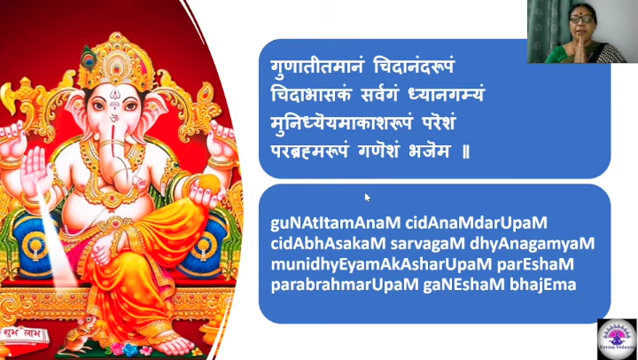 गुणातीतमानं चिदानंदरूपं
चिदाभासकं सर्वगं ध्यानगम्यं
मुनिध्यॆयमाकाशरूपं परॆशं
परब्रह्मरूपं गणॆशं भजॆम ॥
guNAtItamAnaM cidAnaMdarUpaM
cidAbhAsakaM sarvagaM dhyAnagamyaM
munidhyEyamAkAsharUpaM parEshaM
parabrahmarUpaM gaNEshaM bhajEma
शुभ लाभ